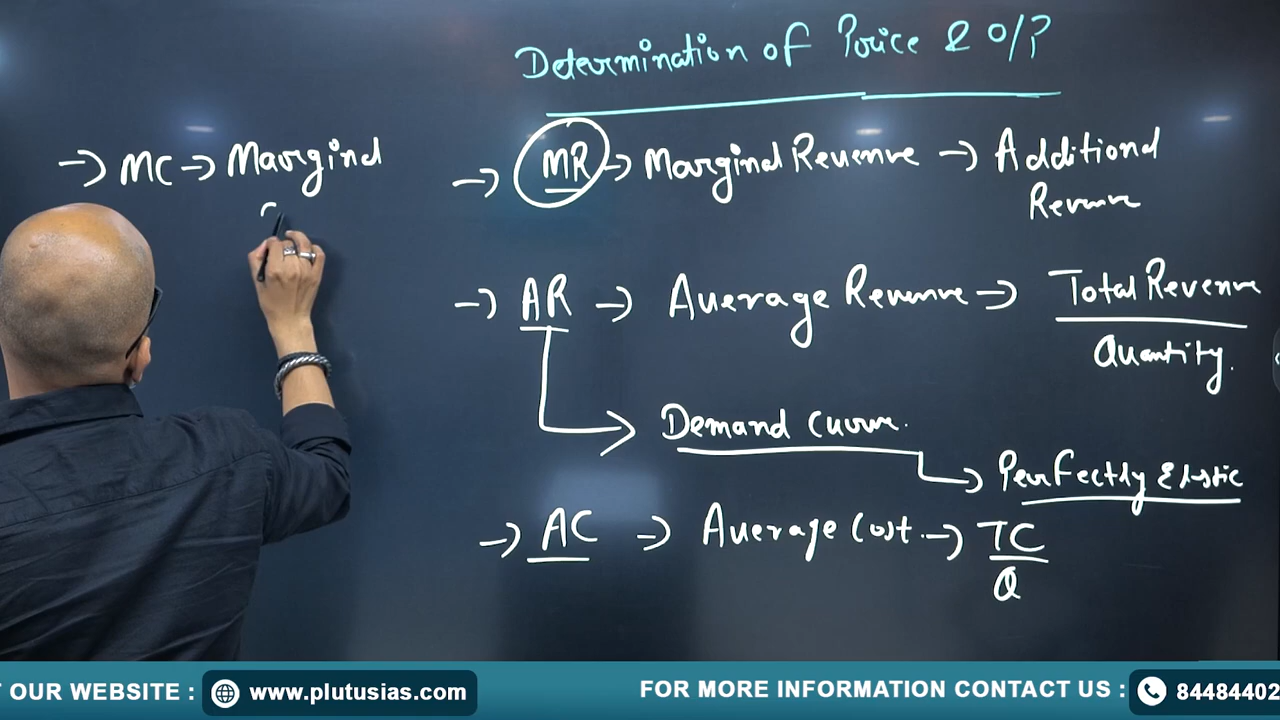 Determination of Price & O/P
→ MC → Marginal
C
→ MR → Marginal Revenue → Additional
Revenue
→ AR → Average Revenue → Total Revenue
Quantity.
Demand Curve.
Perfectly Elastic
→ AC → Average Cost. → TC
Q
T OUR WEBSITE : www.plutusias.com
FOR MORE INFORMATION CONTACT US : 84484402